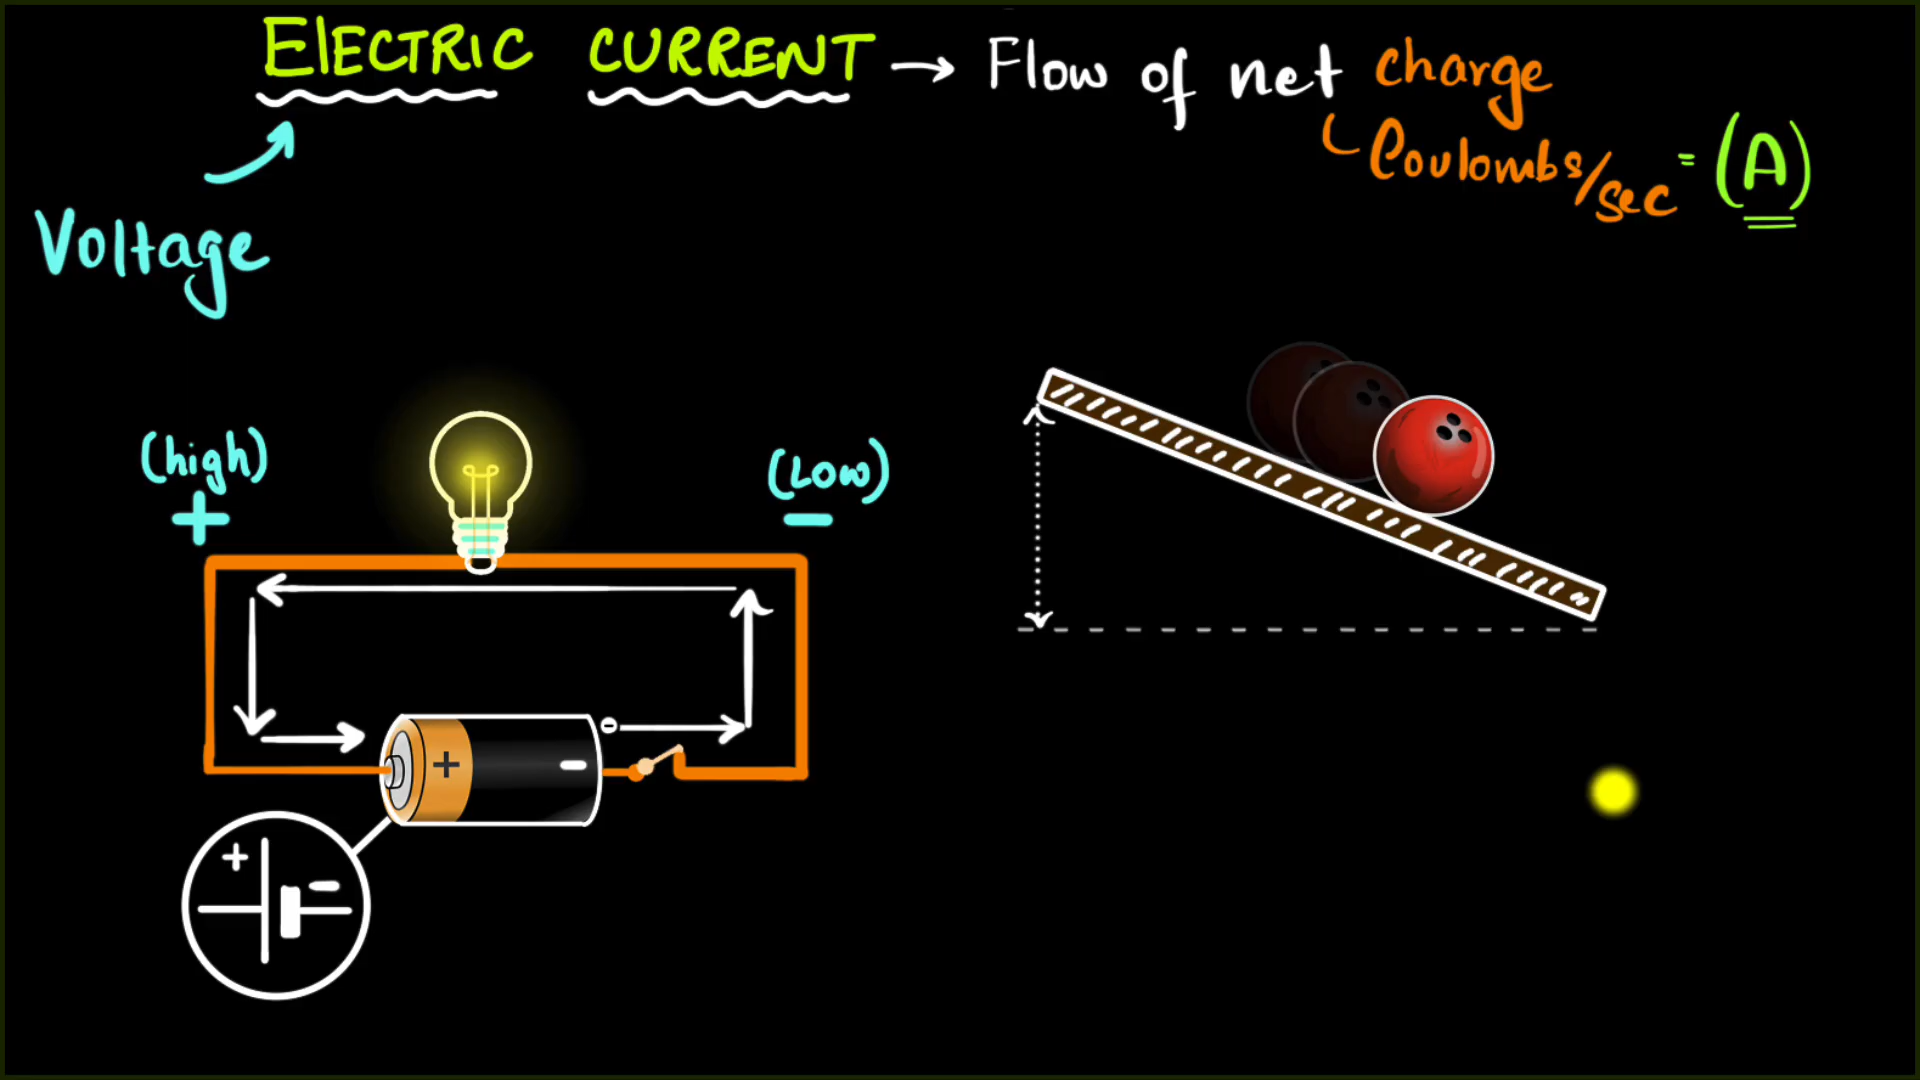 ElECTRIC CURRENT → Flow of net charge
Coulombs/sec = (A)
Voltage
(high)
+
(Low)
−
−
+ −
+ −